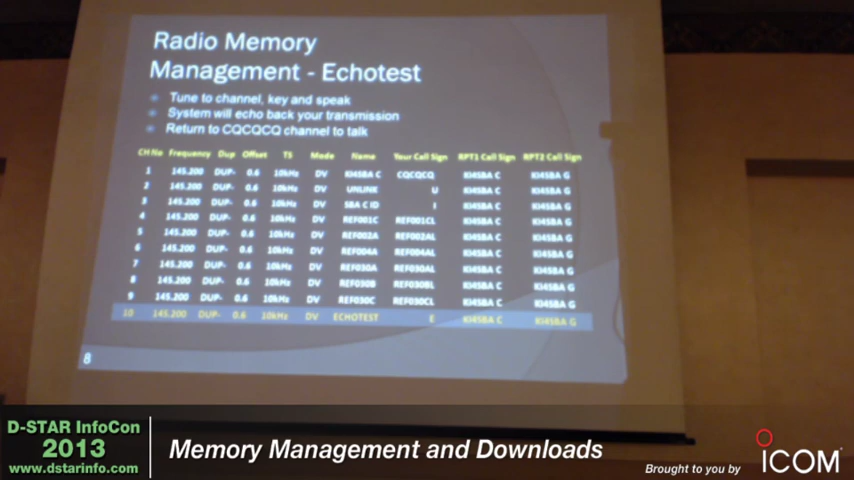 Radio Memory
Management - Echotest
Tune to channel, key and speak
System will echo back your transmission
Return to CQCQCQ channel to talk
CH No Frequency Dup Offset TS Mode Name Your Call Sign RPT1 Call Sign RPT2 Call Sign
1 145.200 DUP- 0.6 10kHz DV KI4SBA C CQCQCQ KI4SBA C KI4SBA G
2 145.200 DUP- 0.6 10kHz DV UNLINK U KI4SBA C KI4SBA G
3 145.200 DUP- 0.6 10kHz DV SBA C ID I KI4SBA C KI4SBA G
4 145.200 DUP- 0.6 10kHz DV REF001C REF001CL KI4SBA C KI4SBA G
5 145.200 DUP- 0.6 10kHz DV REF002A REF002AL KI4SBA C KI4SBA G
6 145.200 DUP- 0.6 10kHz DV REF004A REF004AL KI4SBA C KI4SBA G
7 145.200 DUP- 0.6 10kHz DV REF030A REF030AL KI4SBA C KI4SBA G
8 145.200 DUP- 0.6 10kHz DV REF030B REF030BL KI4SBA C KI4SBA G
9 145.200 DUP- 0.6 10kHz DV REF030C REF030CL KI4SBA C KI4SBA G
10 145.200 DUP- 0.6 10kHz DV ECHOTEST E KI4SBA C KI4SBA G
8
D-STAR InfoCon
2013
www.dstarinfo.com
Memory Management and Downloads
Brought to you by
ICOM